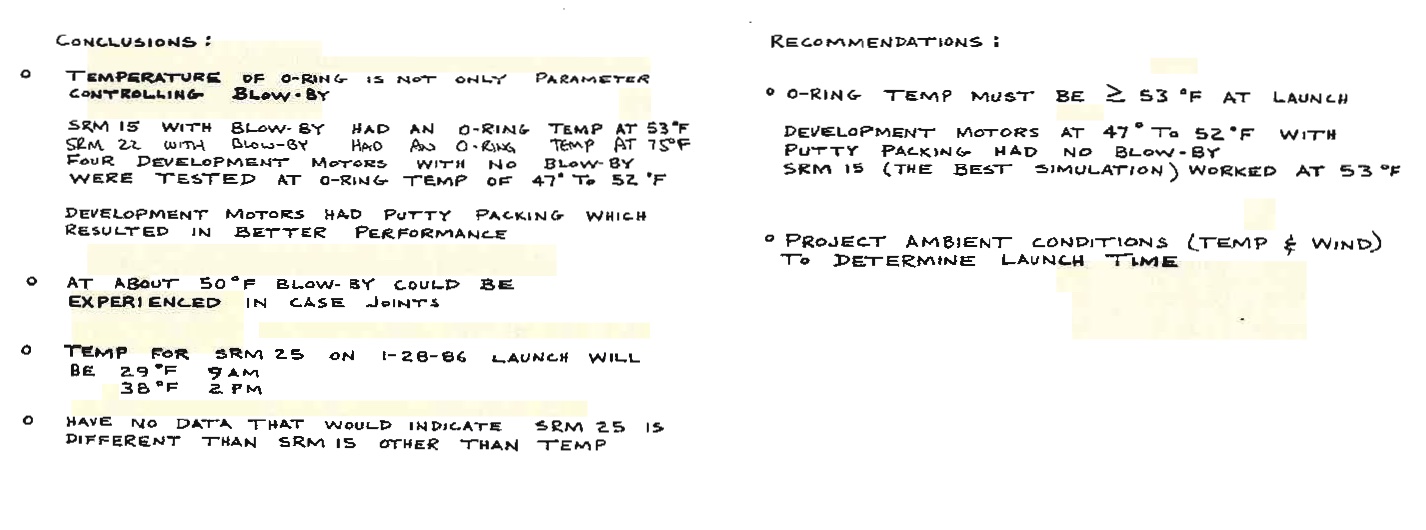 CONCLUSIONS:
o TEMPERATURE OF O-RING IS NOT ONLY PARAMETER
CONTROLLING BLOW-BY
SRM 15 WITH BLOW-BY HAD AN O-RING TEMP AT 53°F
SRM 22 WITH BLOW-BY HAD AN O-RING TEMP AT 75°F
FOUR DEVELOPMENT MOTORS WITH NO BLOW-BY
WERE TESTED AT O-RING TEMP OF 47° TO 52°F
DEVELOPMENT MOTORS HAD PUTTY PACKING WHICH
RESULTED IN BETTER PERFORMANCE
o AT ABOUT 50°F BLOW-BY COULD BE
EXPERIENCED IN CASE JOINTS
o TEMP FOR SRM 25 ON 1-28-86 LAUNCH WILL
BE 29°F 9 AM
38°F 2 PM
o HAVE NO DATA THAT WOULD INDICATE SRM 25 IS
DIFFERENT THAN SRM 15 OTHER THAN TEMP
RECOMMENDATIONS:
o O-RING TEMP MUST BE ≥ 53°F AT LAUNCH
DEVELOPMENT MOTORS AT 47° TO 52°F WITH
PUTTY PACKING HAD NO BLOW-BY
SRM 15 (THE BEST SIMULATION) WORKED AT 53°F
o PROJECT AMBIENT CONDITIONS (TEMP & WIND)
TO DETERMINE LAUNCH TIME